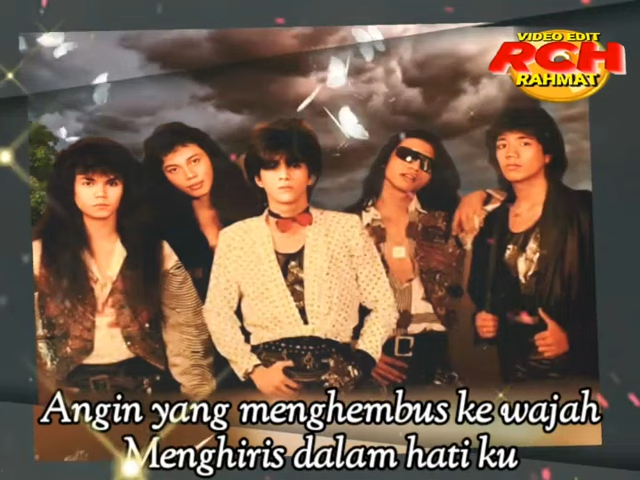 VIDEO EDIT
RCH
RAHMAT
Angin yang menghembus ke wajah
Menghiris dalam hati ku